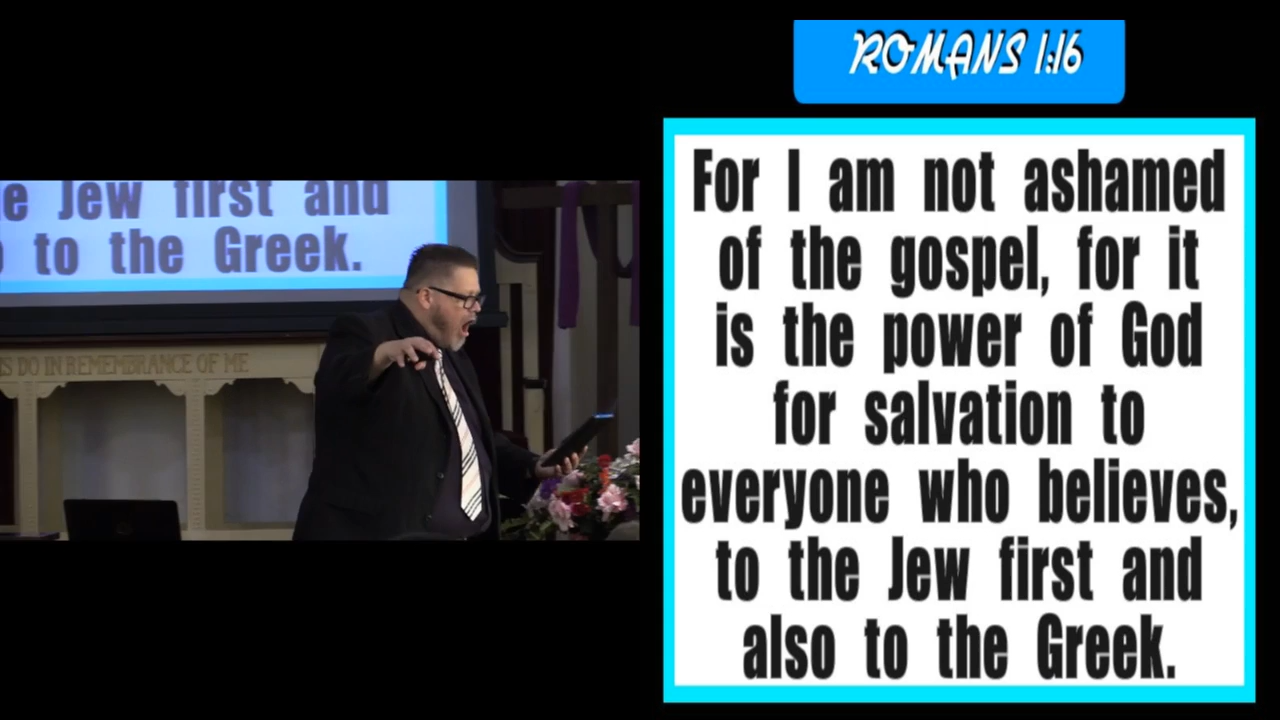 e Jew first and
to the Greek.
IS DO IN REMEMBRANCE OF ME
ROMANS 1:16
For I am not ashamed
of the gospel, for it
is the power of God
for salvation to
everyone who believes,
to the Jew first and
also to the Greek.